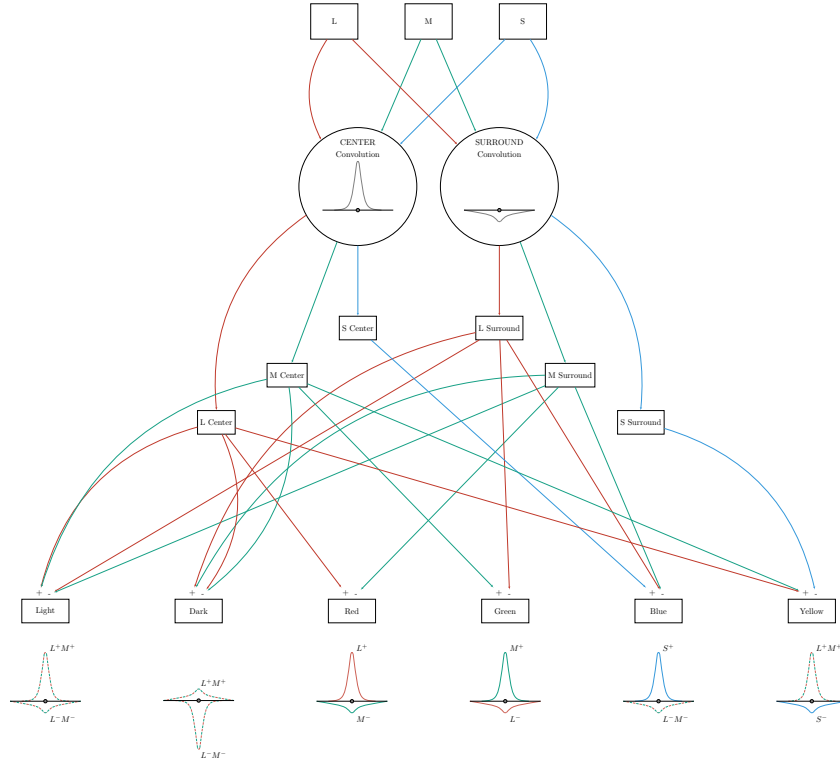 L M S
CENTER
Convolution
SURROUND
Convolution
S Center
L Surround
M Center
M Surround
L Center
S Surround
+ - + - + - + - + - + -
Light Dark Red Green Blue Yellow
L⁺M⁺
L⁻M⁻
L⁺M⁺
L⁻M⁻
L⁺
M⁻
M⁺
L⁻
S⁺
L⁻M⁻
L⁺M⁺
S⁻